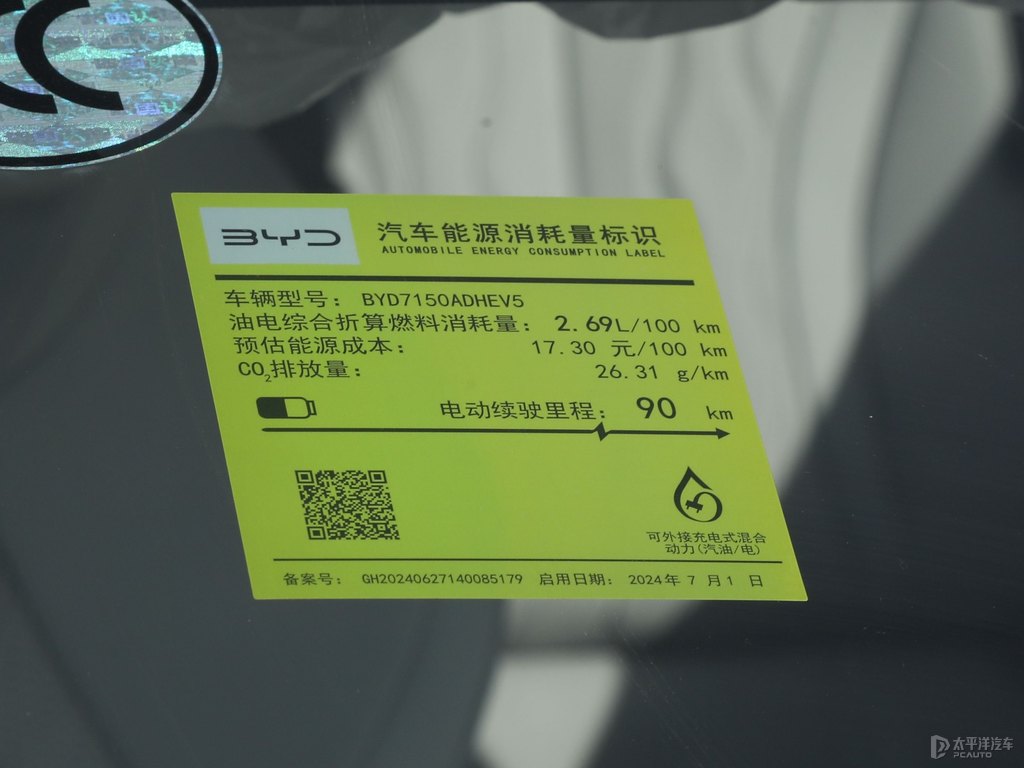 CC
BYD
汽车能源消耗量标识
AUTOMOBILE ENERGY CONSUMPTION LABEL
车辆型号: BYD7150ADHEV5
油电综合折算燃料消耗量: 2.69L/100 km
预估能源成本: 17.30 元/100 km
CO₂排放量: 26.31 g/km
电动续驶里程: 90 km
可外接充电式混合
动力(汽油/电)
备案号: GH20240627140085179 启用日期: 2024年 7 月 1 日
太平洋汽车
PCAUTO